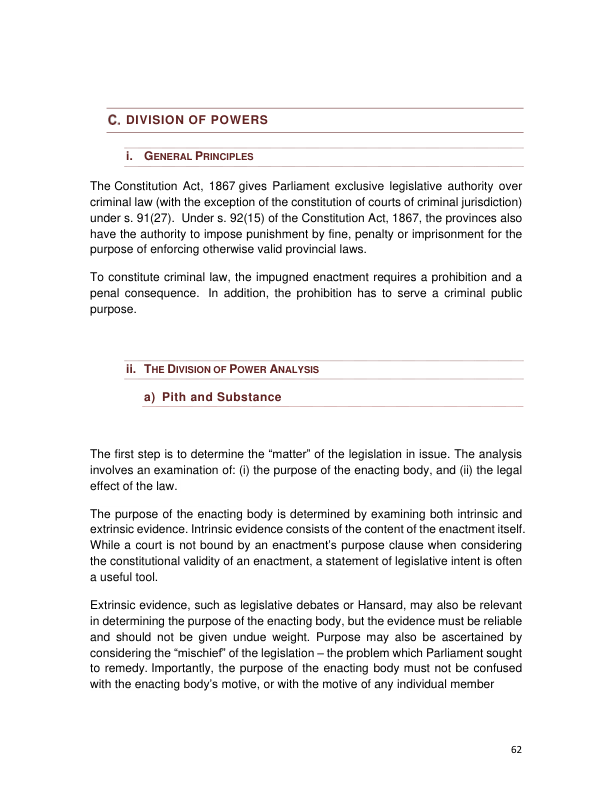 C. DIVISION OF POWERS
i. GENERAL PRINCIPLES
The Constitution Act, 1867 gives Parliament exclusive legislative authority over
criminal law (with the exception of the constitution of courts of criminal jurisdiction)
under s. 91(27).  Under s. 92(15) of the Constitution Act, 1867, the provinces also
have the authority to impose punishment by fine, penalty or imprisonment for the
purpose of enforcing otherwise valid provincial laws.
To constitute criminal law, the impugned enactment requires a prohibition and a
penal consequence.  In addition, the prohibition has to serve a criminal public
purpose.
ii. THE DIVISION OF POWER ANALYSIS
a) Pith and Substance
The first step is to determine the “matter” of the legislation in issue. The analysis
involves an examination of: (i) the purpose of the enacting body, and (ii) the legal
effect of the law.
The purpose of the enacting body is determined by examining both intrinsic and
extrinsic evidence. Intrinsic evidence consists of the content of the enactment itself.
While a court is not bound by an enactment’s purpose clause when considering
the constitutional validity of an enactment, a statement of legislative intent is often
a useful tool.
Extrinsic evidence, such as legislative debates or Hansard, may also be relevant
in determining the purpose of the enacting body, but the evidence must be reliable
and should not be given undue weight. Purpose may also be ascertained by
considering the “mischief” of the legislation – the problem which Parliament sought
to remedy. Importantly, the purpose of the enacting body must not be confused
with the enacting body’s motive, or with the motive of any individual member
62